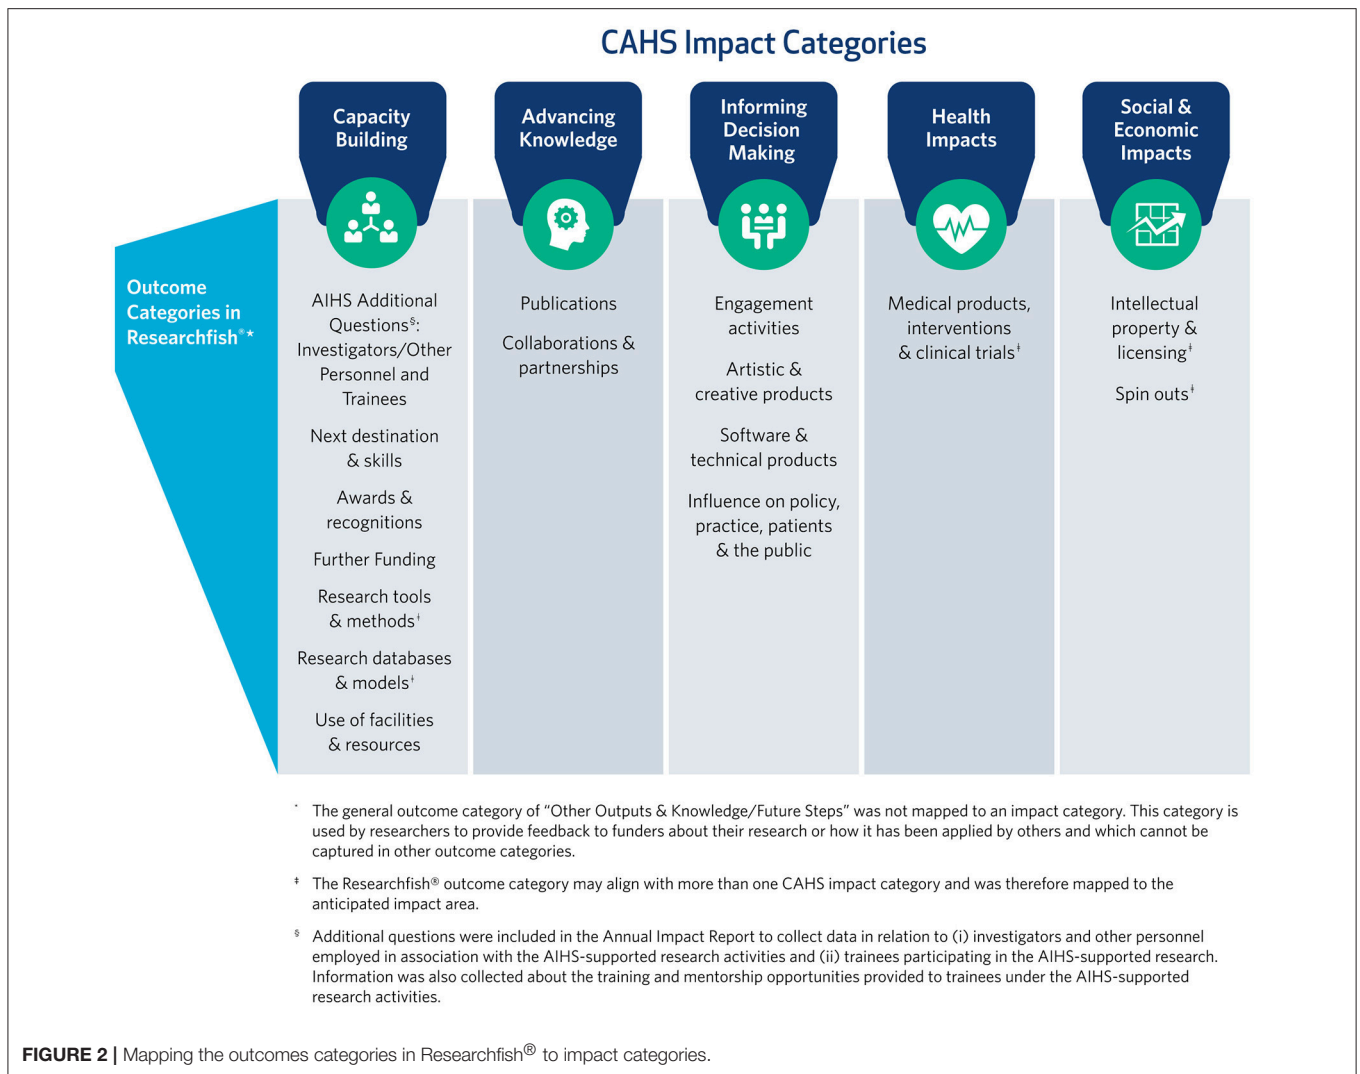 CAHS Impact Categories
Capacity
Building
Advancing
Knowledge
Informing
Decision
Making
Health
Impacts
Social &
Economic
Impacts
Outcome
Categories in
Researchfish®*
AIHS Additional
Questions§:
Investigators/Other
Personnel and
Trainees
Next destination
& skills
Awards &
recognitions
Further Funding
Research tools
& methods‡
Research databases
& models‡
Use of facilities
& resources
Publications
Collaborations &
partnerships
Engagement
activities
Artistic &
creative products
Software &
technical products
Influence on policy,
practice, patients
& the public
Medical products,
interventions
& clinical trials‡
Intellectual
property &
licensing‡
Spin outs‡
* The general outcome category of “Other Outputs & Knowledge/Future Steps” was not mapped to an impact category. This category is
used by researchers to provide feedback to funders about their research or how it has been applied by others and which cannot be
captured in other outcome categories.
‡ The Researchfish® outcome category may align with more than one CAHS impact category and was therefore mapped to the
anticipated impact area.
§ Additional questions were included in the Annual Impact Report to collect data in relation to (i) investigators and other personnel
employed in association with the AIHS-supported research activities and (ii) trainees participating in the AIHS-supported research.
Information was also collected about the training and mentorship opportunities provided to trainees under the AIHS-supported
research activities.
FIGURE 2 | Mapping the outcomes categories in Researchfish® to impact categories.